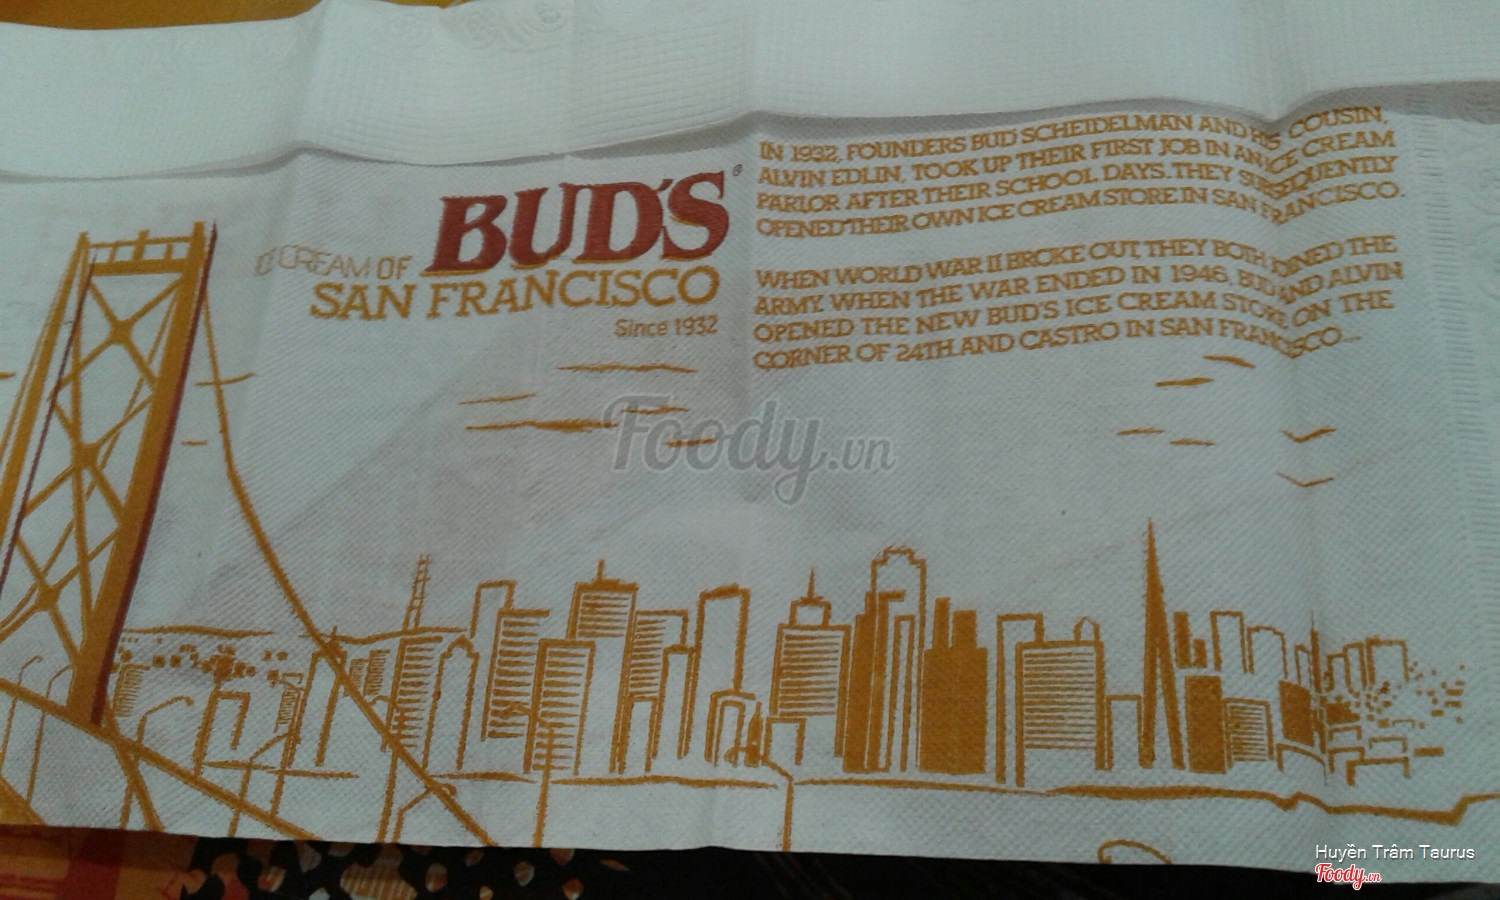 BUD'S®
ICE CREAM OF
SAN FRANCISCO
Since 1932
IN 1932, FOUNDERS BUD SCHEIDELMAN AND HIS COUSIN,
ALVIN EDLIN, TOOK UP THEIR FIRST JOB IN AN ICE CREAM
PARLOR AFTER THEIR SCHOOL DAYS. THEY SUBSEQUENTLY
OPENED THEIR OWN ICE CREAM STORE IN SAN FRANCISCO.
WHEN WORLD WAR II BROKE OUT, THEY BOTH JOINED THE
ARMY. WHEN THE WAR ENDED IN 1946, BUD AND ALVIN
OPENED THE NEW BUD'S ICE CREAM STORE, ON THE
CORNER OF 24TH AND CASTRO IN SAN FRANCISCO...
Foody.vn
Huyền Trâm Taurus
Foody.vn